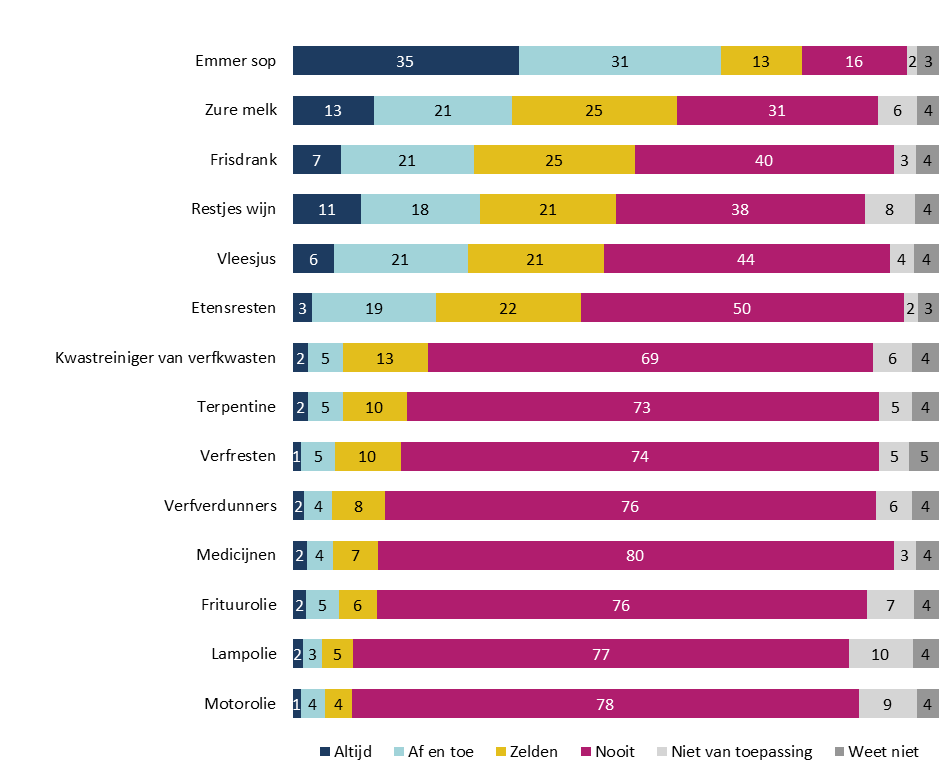 Emmer sop 35 31 13 16 2 3
Zure melk 13 21 25 31 6 4
Frisdrank 7 21 25 40 3 4
Restjes wijn 11 18 21 38 8 4
Vleesjus 6 21 21 44 4 4
Etensresten 3 19 22 50 2 3
Kwastreiniger van verfkwasten 2 5 13 69 6 4
Terpentine 2 5 10 73 5 4
Verfresten 1 5 10 74 5 5
Verfverdunners 2 4 8 76 6 4
Medicijnen 2 4 7 80 3 4
Frituurolie 2 5 6 76 7 4
Lampolie 2 3 5 77 10 4
Motorolie 1 4 4 78 9 4
Altijd Af en toe Zelden Nooit Niet van toepassing Weet niet